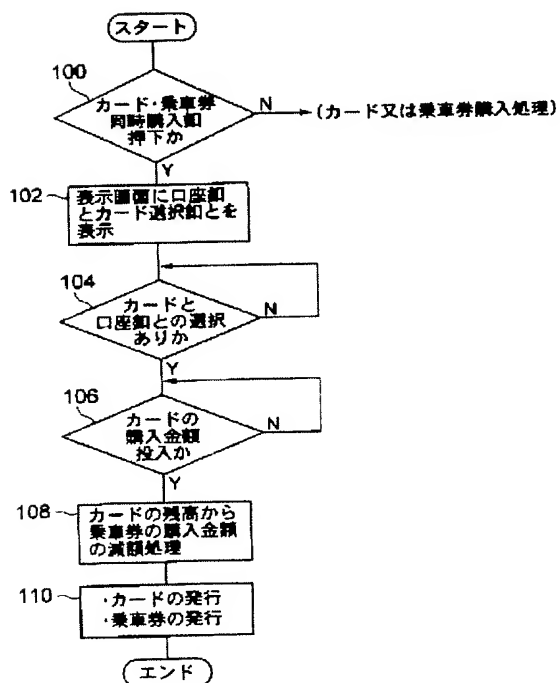 スタート
100
カード・乗車券
同時購入釦
押下か
N
(カード又は乗車券購入処理)
Y
102
表示画面に口座釦
とカード選択釦とを
表示
104
カードと
口座釦との選択
ありか
N
Y
106
カードの
購入金額
投入か
N
Y
108
カードの残高から
乗車券の購入金額
の減額処理
110
・カードの発行
・乗車券の発行
エンド